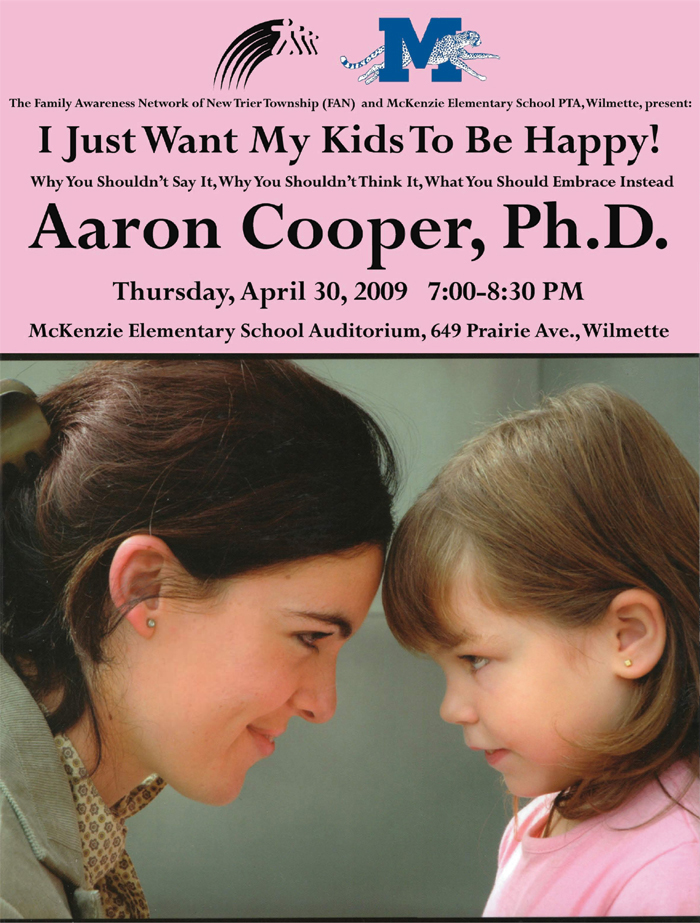 M
The Family Awareness Network of New Trier Township (FAN) and McKenzie Elementary School PTA, Wilmette, present:
I Just Want My Kids To Be Happy!
Why You Shouldn't Say It, Why You Shouldn't Think It, What You Should Embrace Instead
Aaron Cooper, Ph.D.
Thursday, April 30, 2009 7:00-8:30 PM
McKenzie Elementary School Auditorium, 649 Prairie Ave., Wilmette